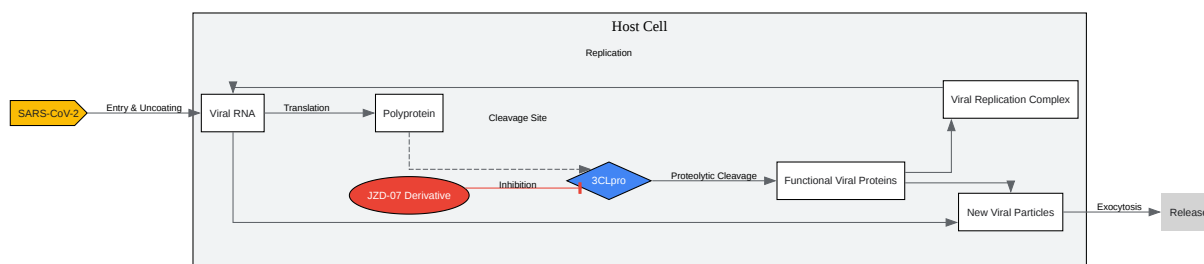 Host Cell
Replication
SARS-CoV-2
Entry & Uncoating
Viral RNA
Translation
Polyprotein
Cleavage Site
Viral Replication Complex
JZD-07 Derivative
Inhibition
3CLpro
Proteolytic Cleavage
Functional Viral Proteins
New Viral Particles
Exocytosis
Release